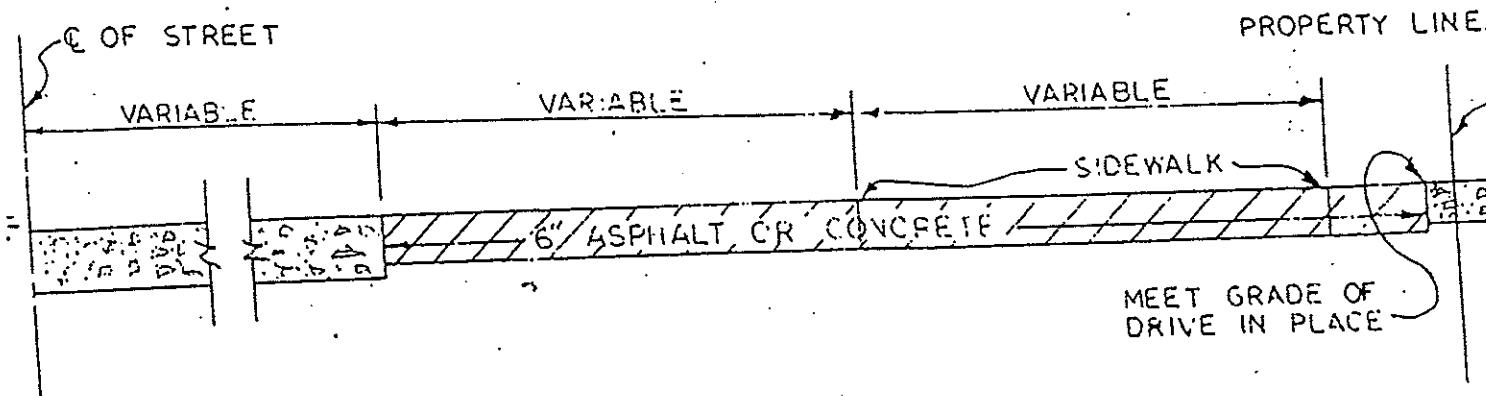 ℄ OF STREET
PROPERTY LINE
VARIABLE
VARIABLE
VARIABLE
SIDEWALK
6" ASPHALT OR CONCRETE
MEET GRADE OF
DRIVE IN PLACE